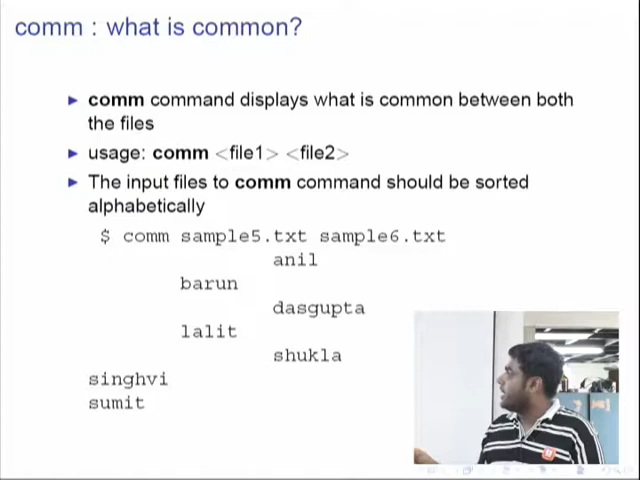 comm : what is common?
comm command displays what is common between both
the files
usage: comm <file1> <file2>
The input files to comm command should be sorted
alphabetically
$ comm sample5.txt sample6.txt
anil
barun
dasgupta
lalit
shukla
singhvi
sumit